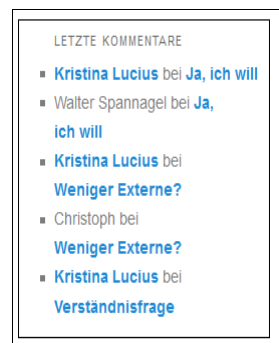 LETZTE KOMMENTARE
Kristina Lucius bei Ja, ich will
Walter Spannagel bei Ja,
ich will
Kristina Lucius bei
Weniger Externe?
Christoph bei
Weniger Externe?
Kristina Lucius bei
Verständnisfrage